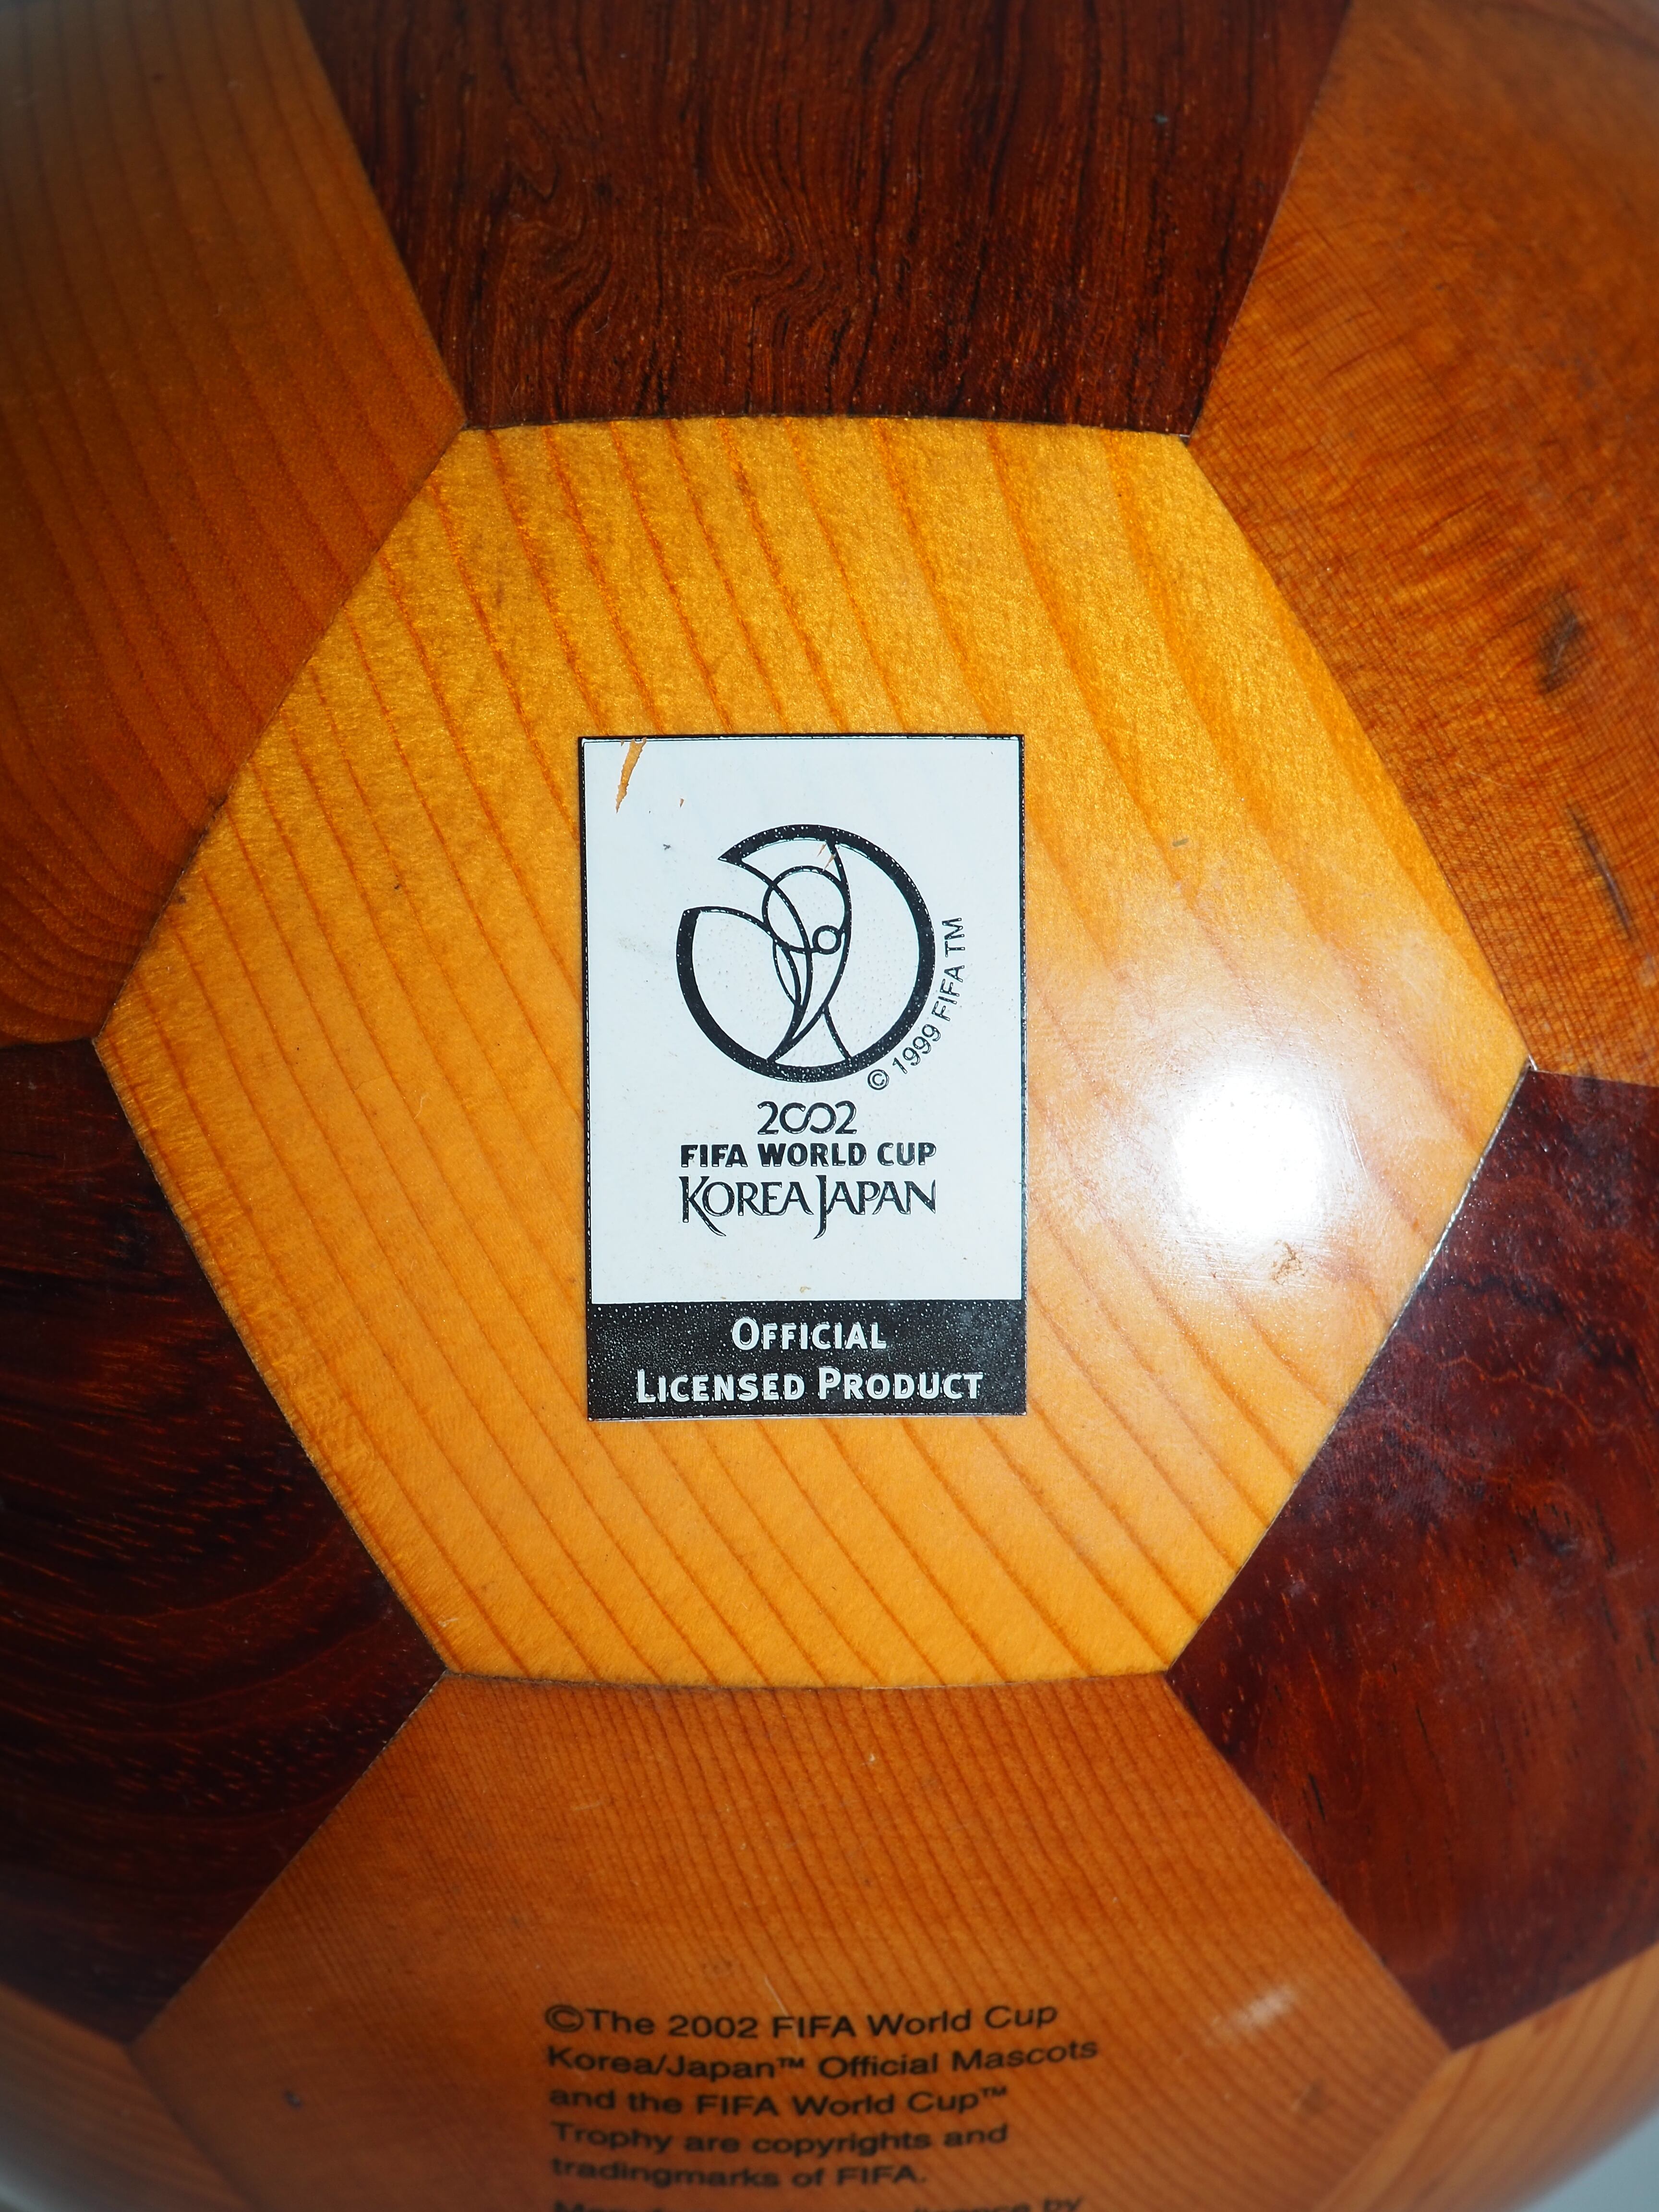 © 1999 FIFA TM
2002
FIFA WORLD CUP
KOREA JAPAN
OFFICIAL
LICENSED PRODUCT
©The 2002 FIFA World Cup
Korea/Japan™ Official Mascots
and the FIFA World Cup™
Trophy are copyrights and
tradingmarks of FIFA.
by